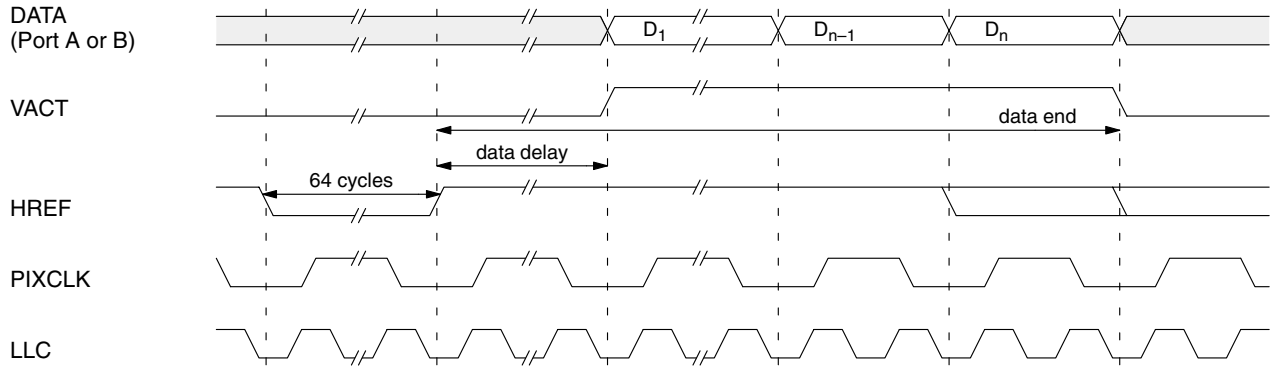 DATA
(Port A or B)
D1
Dn–1
Dn
VACT
data end
data delay
64 cycles
HREF
PIXCLK
LLC